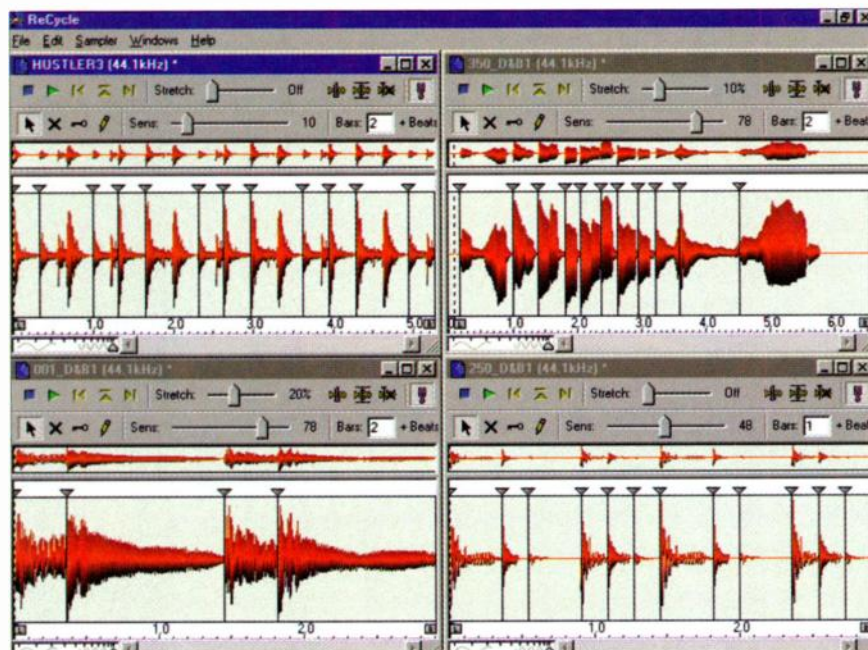 ReCycle
File Edit Sampler Windows Help
HUSTLER3 (44.1kHz) *
Stretch: Off
Sens: 10 Bars: 2 + Beats
1,0 2,0 3,0 4,0 5,0
350_D&B1 (44.1kHz) *
Stretch: 10%
Sens: 78 Bars: 2 + Beats
1,0 2,0 3,0 4,0 5,0 6,0
001_D&B1 (44.1kHz) *
Stretch: 20%
Sens: 78 Bars: 2 + Beats
1,0
250_D&B1 (44.1kHz) *
Stretch: Off
Sens: 48 Bars: 1 + Beat
1,0 2,0